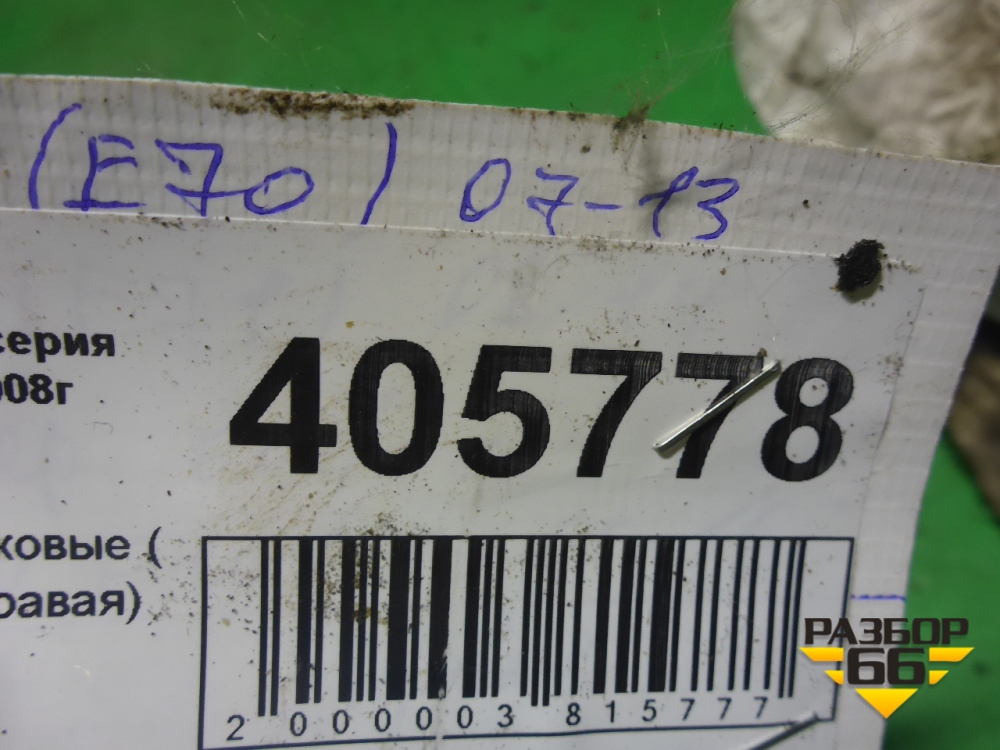 (E70) 07-13
серия
008г
405778
ковые (
равая)
2 000003 815777
РАЗБОР
66